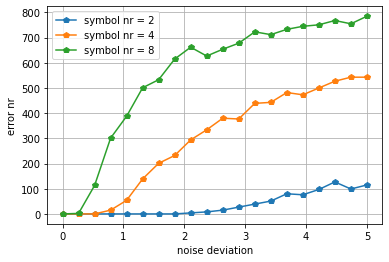 symbol nr = 2
symbol nr = 4
symbol nr = 8
800
700
600
500
400
300
200
100
0
error nr
0 1 2 3 4 5
noise deviation